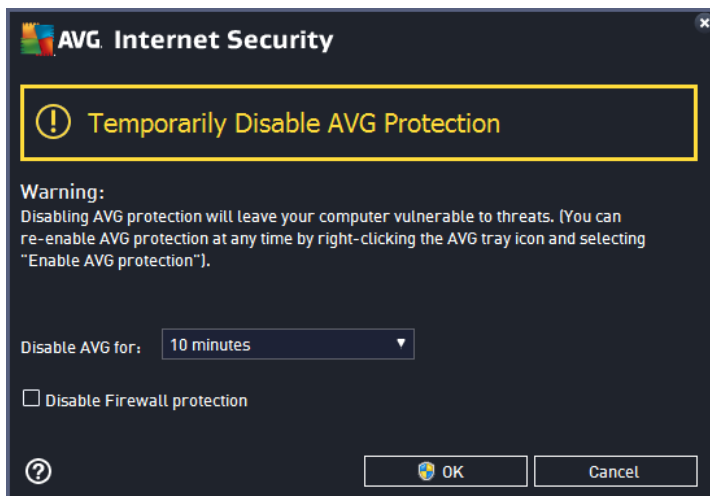 AVG. Internet Security
Temporarily Disable AVG Protection
Warning:
Disabling AVG protection will leave your computer vulnerable to threats. (You can
re-enable AVG protection at any time by right-clicking the AVG tray icon and selecting
"Enable AVG protection").
Disable AVG for:
10 minutes
Disable Firewall protection
OK
Cancel